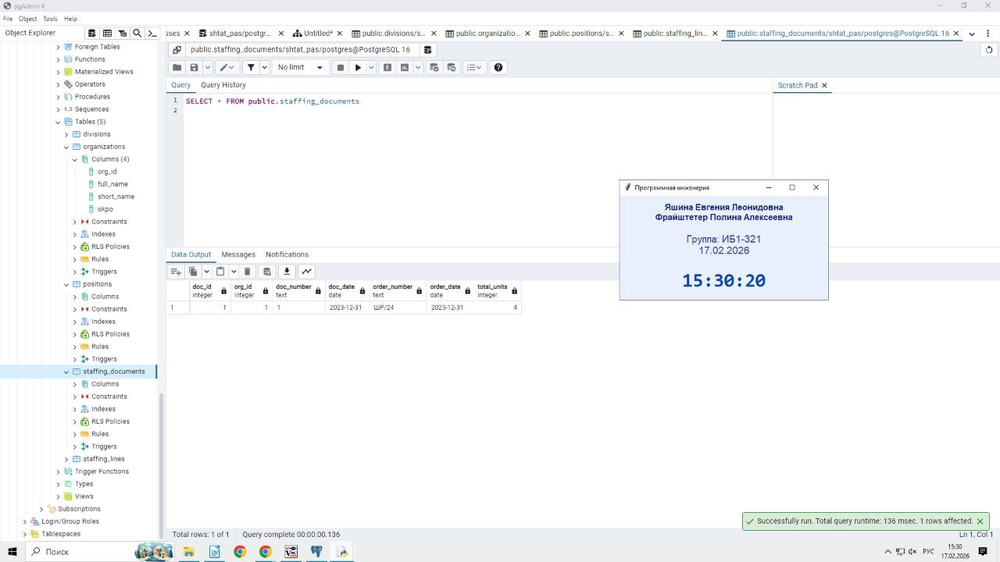 pgAdmin 4
File Object Tools Help
Object Explorer
ses
shtat_pas/postgr...
Untitled*
public.divisions/s...
public.organizatio...
public.positions/s...
public.staffing_lin...
public.staffing_documents/shtat_pas/postgres@PostgreSQL 16
public.staffing_documents/shtat_pas/postgres@PostgreSQL 16
No limit
Query Query History
Scratch Pad
1 SELECT * FROM public.staffing_documents
2
Foreign Tables
Functions
Materialized Views
Operators
Procedures
1..3 Sequences
Tables (5)
divisions
organizations
Columns (4)
org_id
full_name
short_name
okpo
Constraints
Indexes
RLS Policies
Rules
Triggers
positions
Columns
Constraints
Indexes
RLS Policies
Rules
Triggers
staffing_documents
Columns
Constraints
Indexes
RLS Policies
Rules
Triggers
staffing_lines
Trigger Functions
Types
Views
Subscriptions
Login/Group Roles
Tablespaces
Программная инженерия
Яшина Евгения Леонидовна
Фрайштетер Полина Алексеевна
Группа: ИБ1-321
17.02.2026
15:30:20
Data Output Messages Notifications
doc_id org_id doc_number doc_date order_number order_date total_units
integer integer text date text date integer
1 1 1 1 2023-12-31 ШР/24 2023-12-31 4
Successfully run. Total query runtime: 136 msec. 1 rows affected.
Total rows: 1 of 1 Query complete 00:00:00.136 Ln 1, Col 1
Поиск
РУС
15:30
17.02.2026